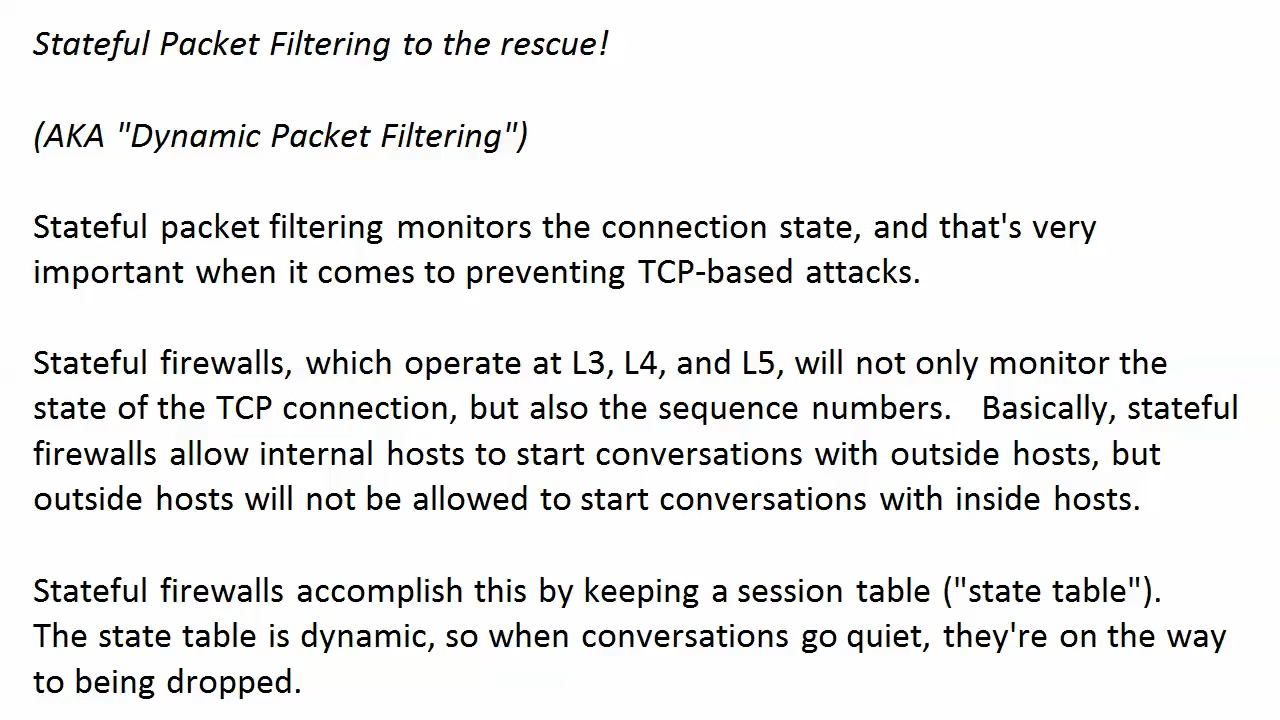 Stateful Packet Filtering to the rescue!
(AKA "Dynamic Packet Filtering")
Stateful packet filtering monitors the connection state, and that's very
important when it comes to preventing TCP-based attacks.
Stateful firewalls, which operate at L3, L4, and L5, will not only monitor the
state of the TCP connection, but also the sequence numbers.   Basically, stateful
firewalls allow internal hosts to start conversations with outside hosts, but
outside hosts will not be allowed to start conversations with inside hosts.
Stateful firewalls accomplish this by keeping a session table ("state table").
The state table is dynamic, so when conversations go quiet, they're on the way
to being dropped.